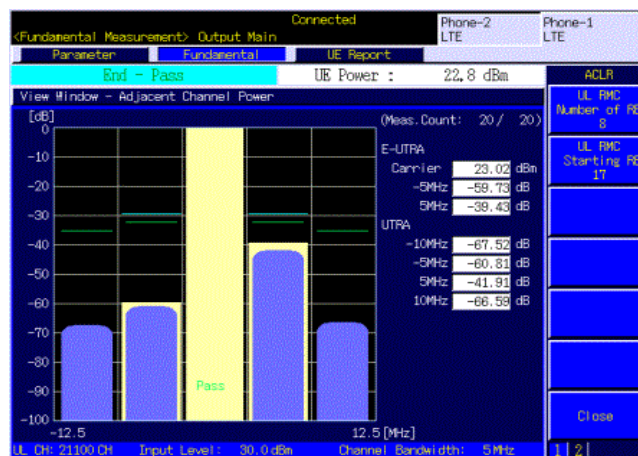 Connected
Phone-2
LTE
Phone-1
LTE
<Fundamental Measurement> Output Main
Parameter
Fundamental
UE Report
End - Pass
UE Power :
22.8 dBm
ACLR
View Window - Adjacent Channel Power
UL RMC
Number of RB
8
UL RMC
Starting RB
17
Close
1 2
[dB]
0
-10
-20
-30
-40
-50
-60
-70
-80
-90
-100
Pass
-12.5
12.5[MHz]
(Meas.Count: 20/ 20)
E-UTRA
Carrier 23.02 dBm
-5MHz -59.73 dB
5MHz -39.43 dB
UTRA
-10MHz -67.52 dB
-5MHz -60.81 dB
5MHz -41.91 dB
10MHz -66.59 dB
UL CH: 21100 CH Input Level: 30.0 dBm Channel Bandwidth: 5 MHz